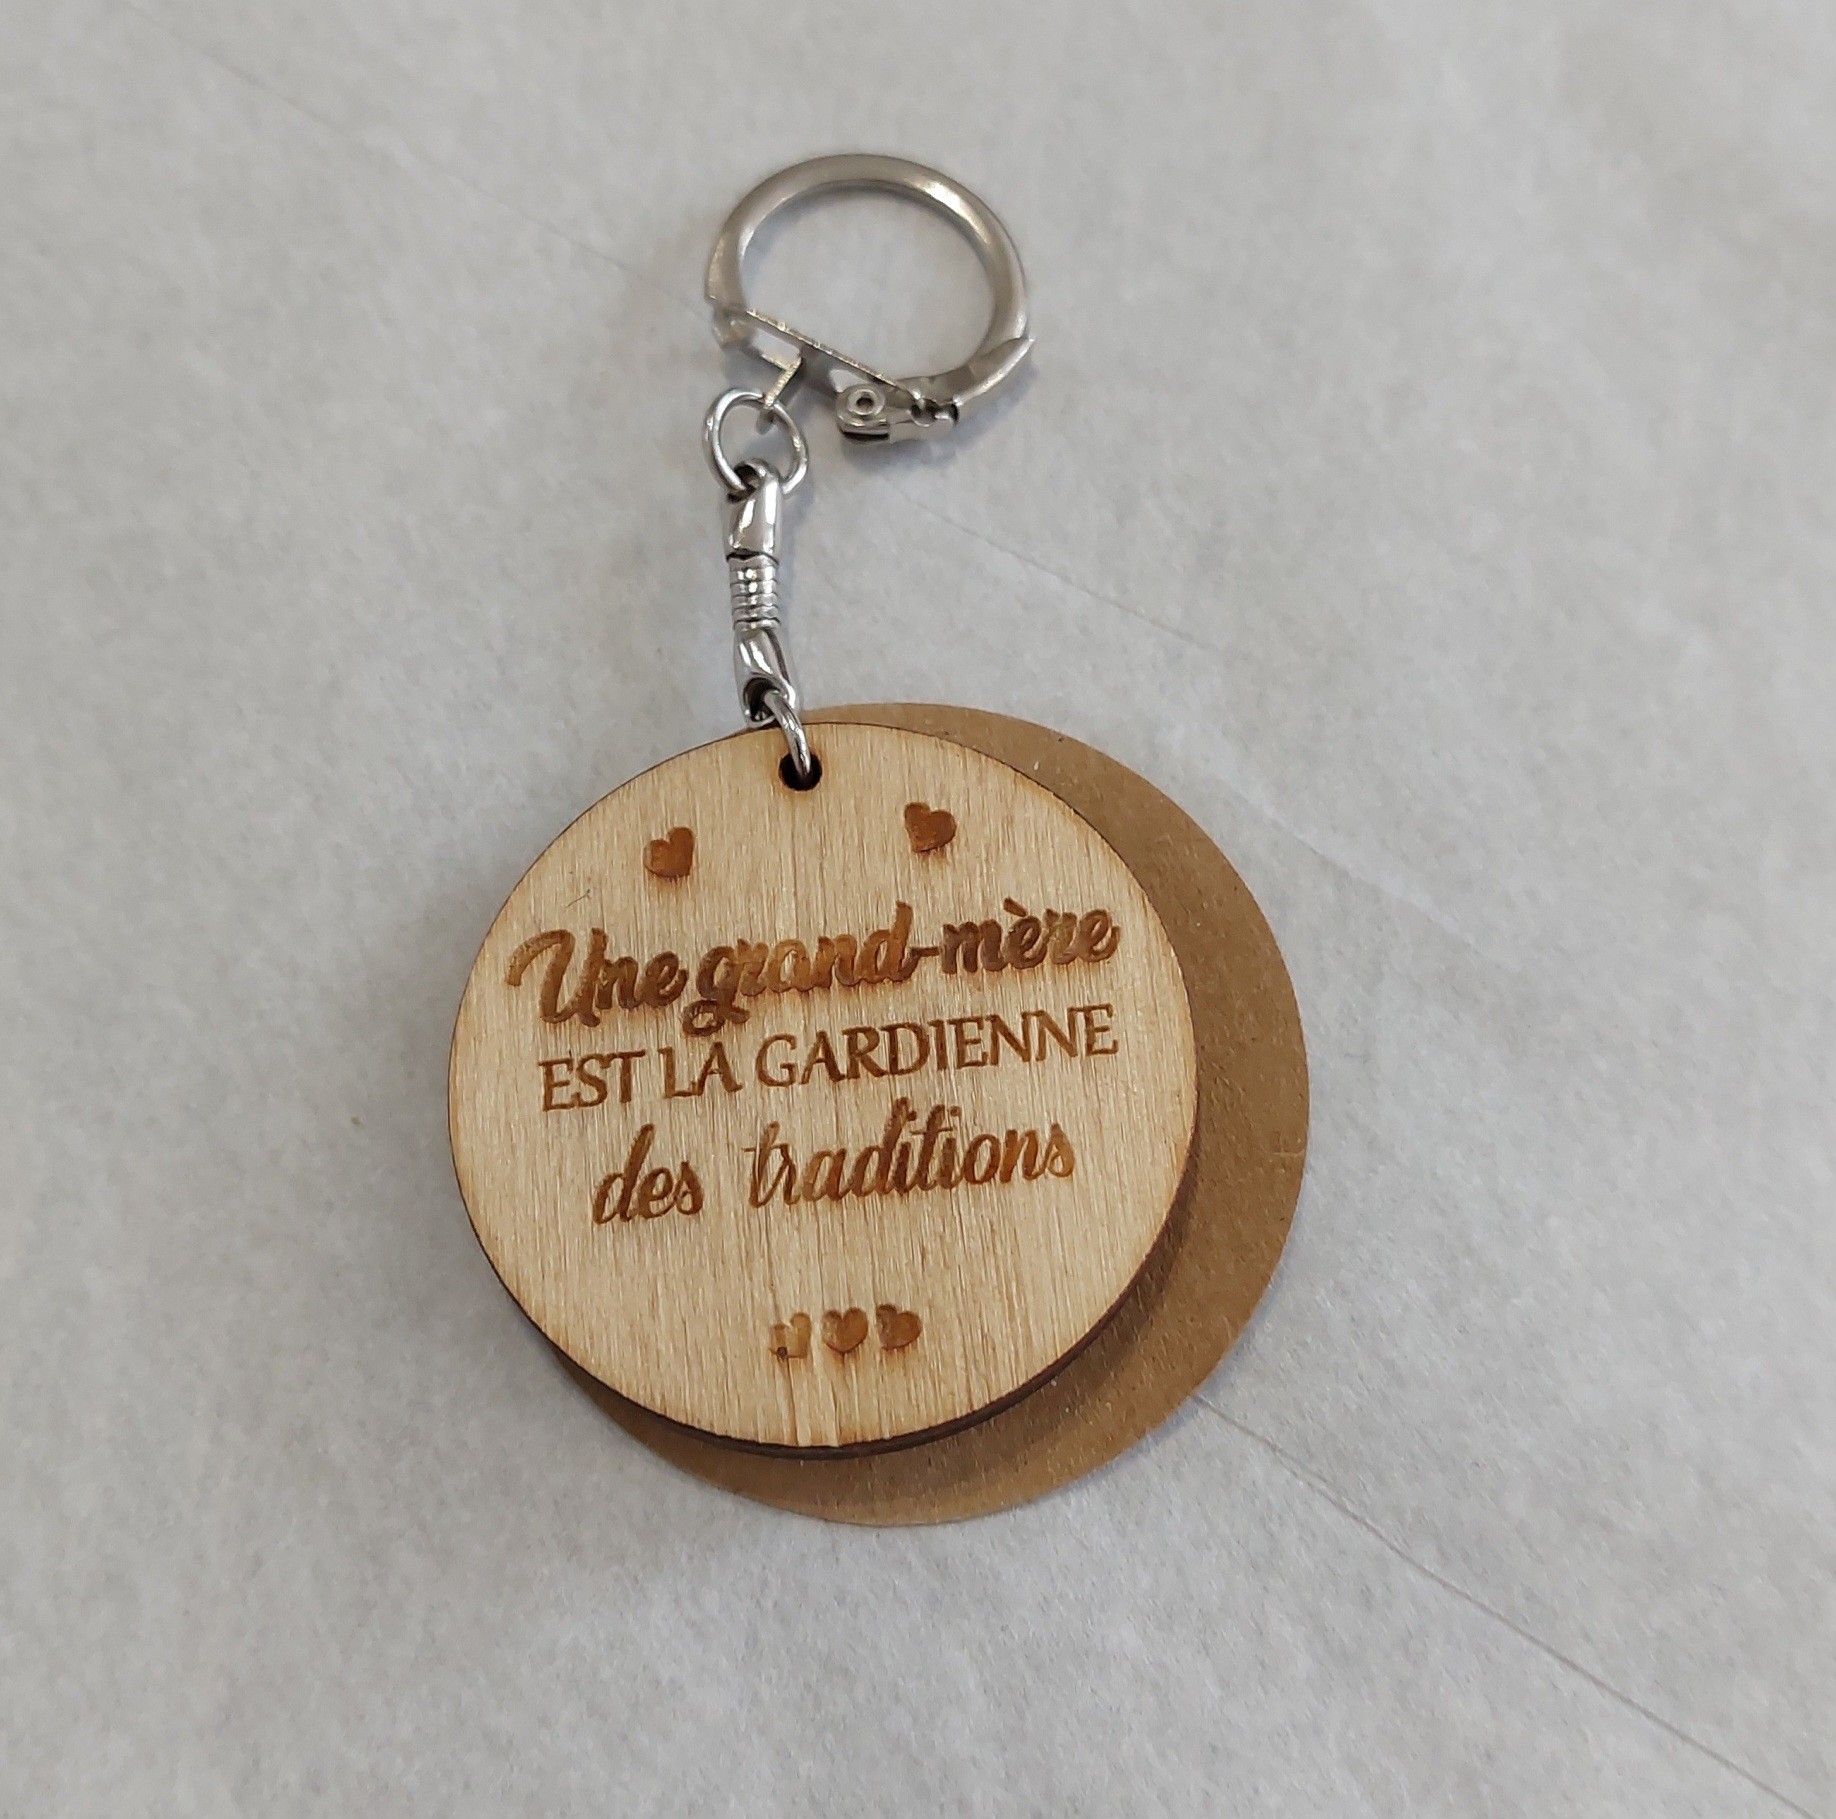 Une grand-mère
EST LA GARDIENNE
des traditions